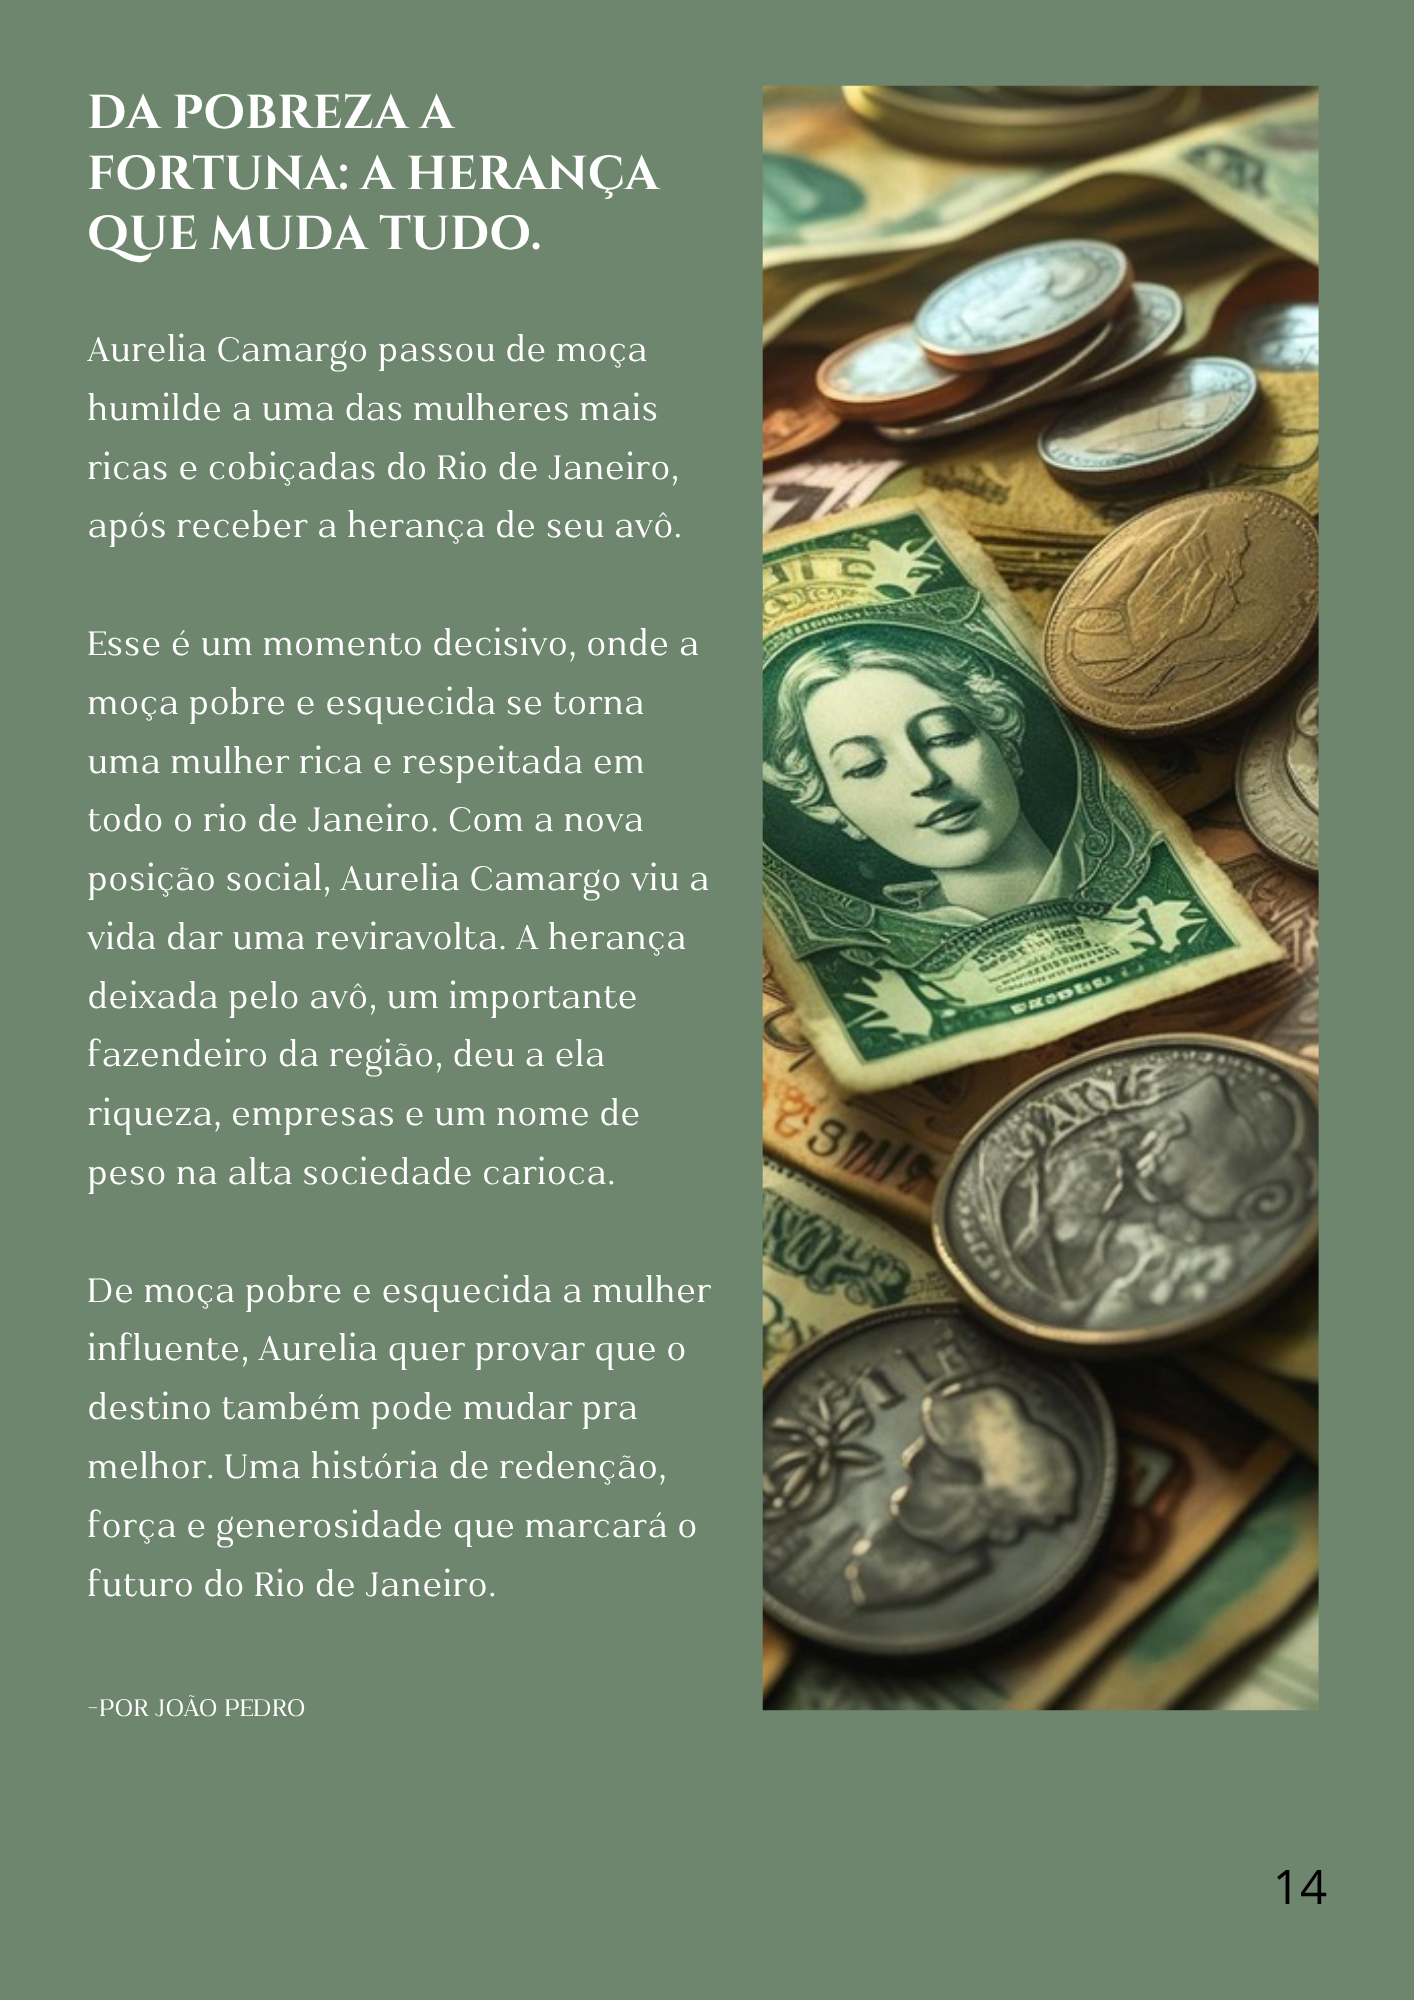 DA POBREZA A
FORTUNA: A HERANÇA
QUE MUDA TUDO.
Aurelia Camargo passou de moça
humilde a uma das mulheres mais
ricas e cobiçadas do Rio de Janeiro,
após receber a herança de seu avô.
Esse é um momento decisivo, onde a
moça pobre e esquecida se torna
uma mulher rica e respeitada em
todo o rio de Janeiro. Com a nova
posição social, Aurelia Camargo viu a
vida dar uma reviravolta. A herança
deixada pelo avô, um importante
fazendeiro da região, deu a ela
riqueza, empresas e um nome de
peso na alta sociedade carioca.
De moça pobre e esquecida a mulher
influente, Aurelia quer provar que o
destino também pode mudar pra
melhor. Uma história de redenção,
força e generosidade que marcará o
futuro do Rio de Janeiro.
-POR JOÃO PEDRO
14